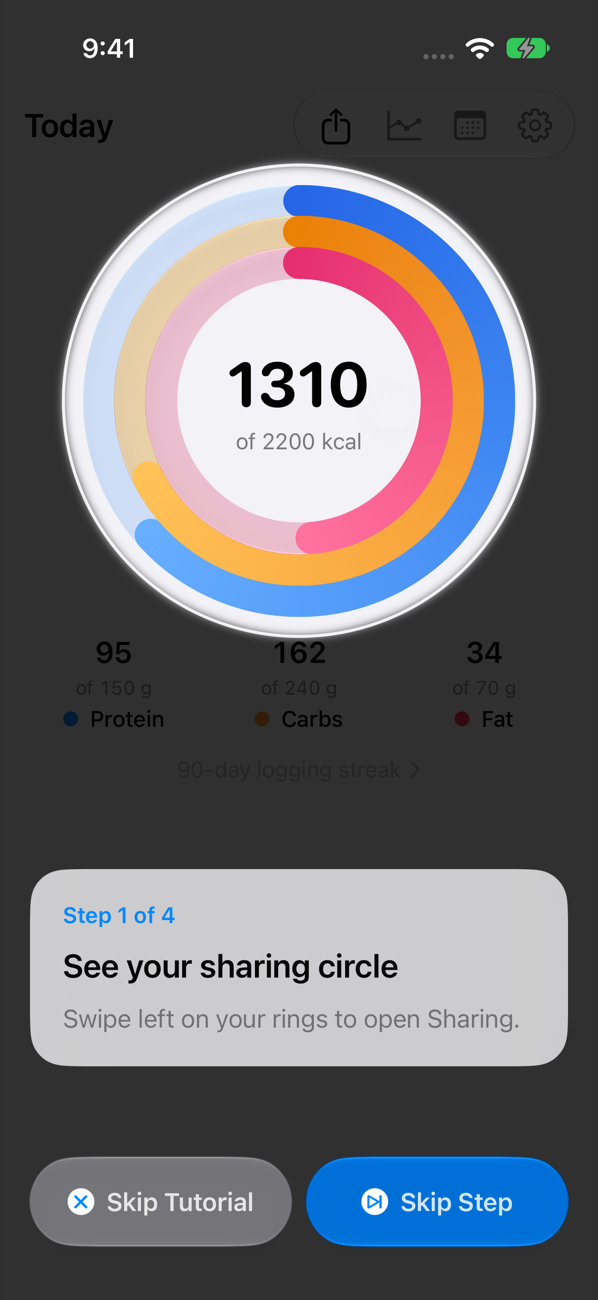 9:41
Today
1310
of 2200 kcal
95
162
34
of 150 g
of 240 g
of 70 g
Protein
Carbs
Fat
90-day logging streak
Step 1 of 4
See your sharing circle
Swipe left on your rings to open Sharing.
Skip Tutorial
Skip Step